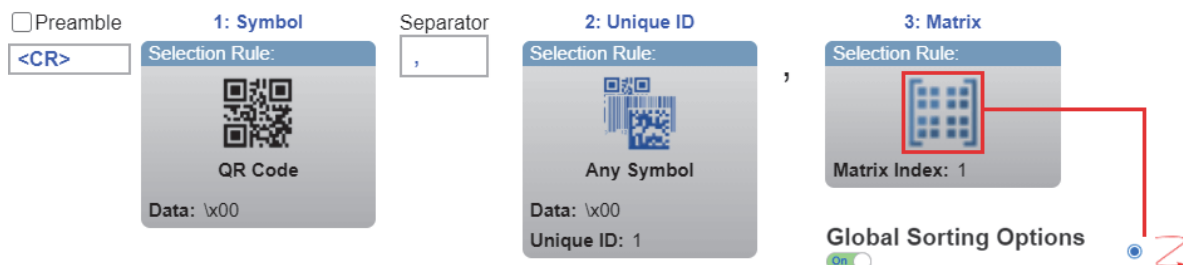 Preamble
<CR>
1: Symbol
Selection Rule:
QR Code
Data: \x00
Separator
,
2: Unique ID
Selection Rule:
Any Symbol
Data: \x00
Unique ID: 1
,
3: Matrix
Selection Rule:
Matrix Index: 1
Global Sorting Options
On